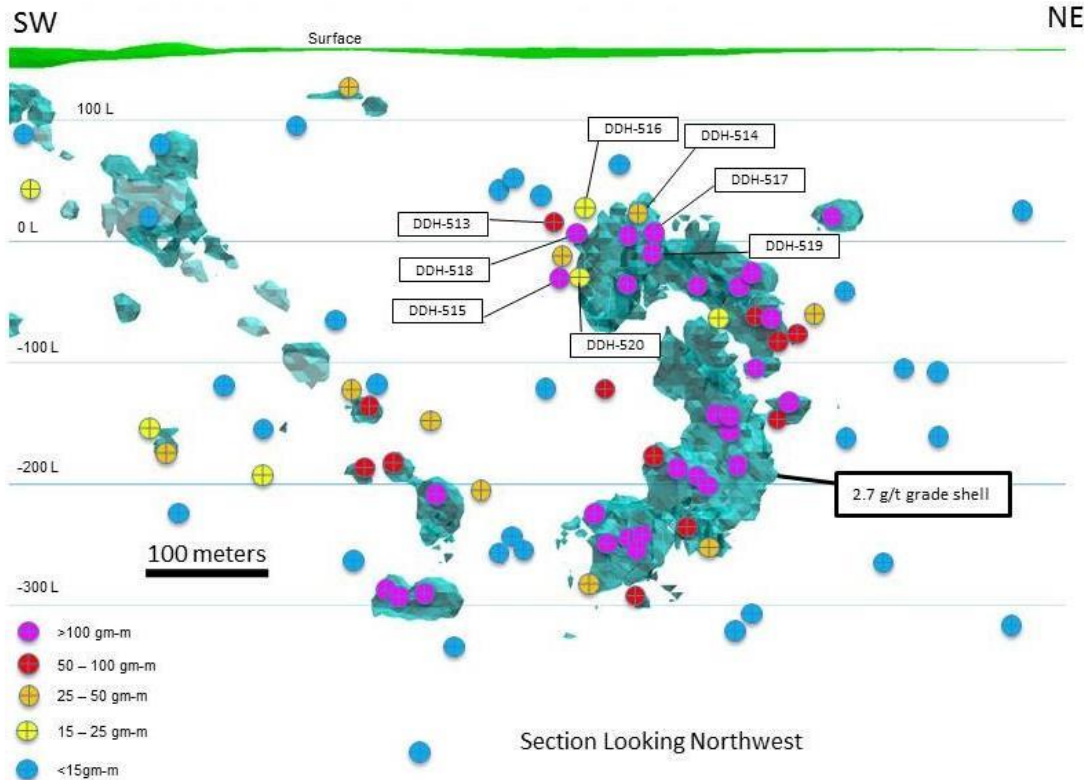 SW
NE
Surface
100 L
DDH-516
DDH-514
DDH-517
DDH-513
0 L
DDH-519
DDH-518
DDH-515
DDH-520
-100 L
-200 L
2.7 g/t grade shell
100 meters
-300 L
>100 gm-m
50 – 100 gm-m
25 – 50 gm-m
15 – 25 gm-m
<15gm-m
Section Looking Northwest